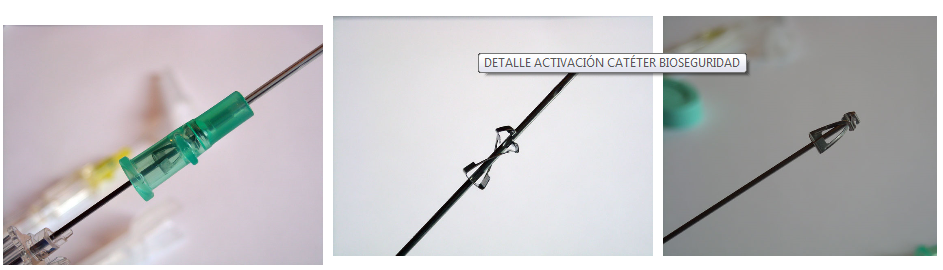 DETALLE ACTIVACIÓN CATÉTER BIOSEGURIDAD